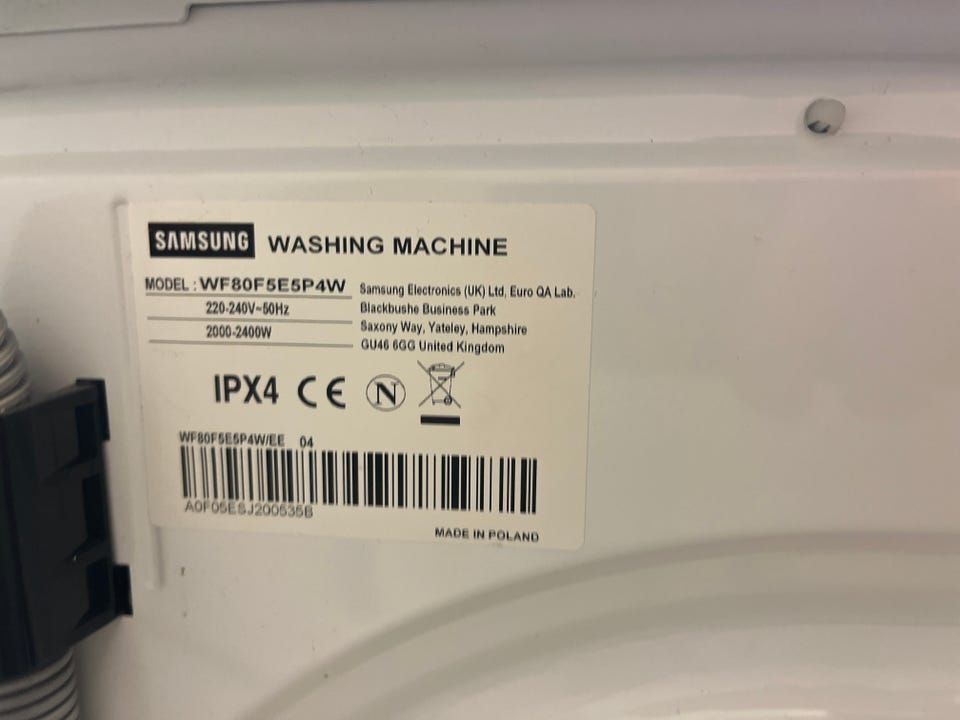 SAMSUNG WASHING MACHINE
MODEL : WF80F5E5P4W
220-240V~50Hz
2000-2400W
Samsung Electronics (UK) Ltd, Euro QA Lab.
Blackbushe Business Park
Saxony Way, Yateley, Hampshire
GU46 6GG United Kingdom
IPX4 CE N
WF80F5E5P4W/EE 04
A0F05ESJ200535B
MADE IN POLAND